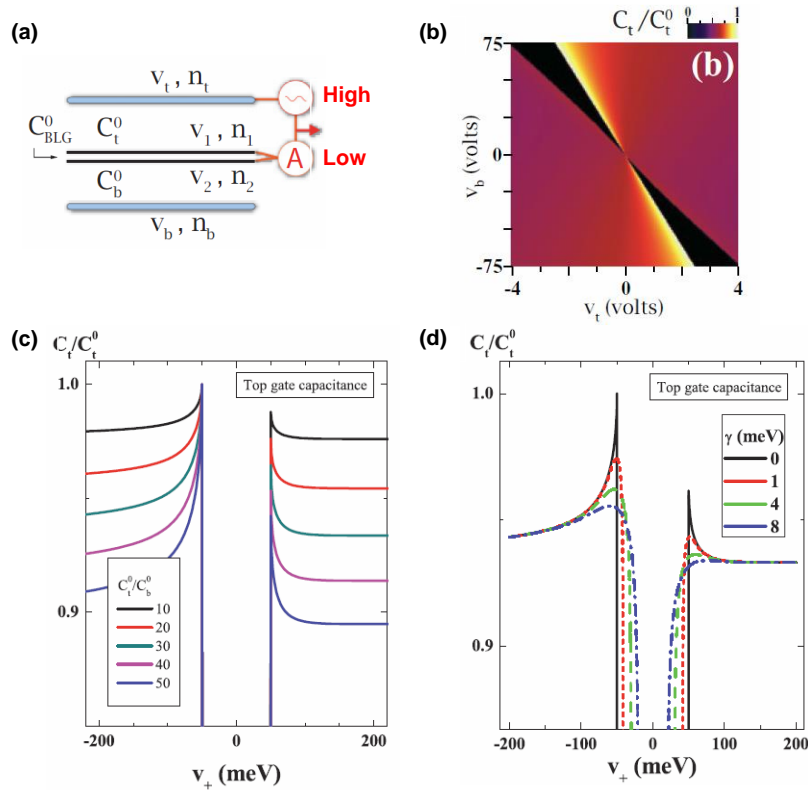 (a)
v_t , n_t
High
C^0_BLG
C^0_t
v_1 , n_1
A
Low
C^0_b
v_2 , n_2
v_b , n_b
(b)
C_t /C^0_t
0
1
(b)
75
0
-75
v_b (volts)
-4
0
4
v_t (volts)
(c)
C_t/C^0_t
Top gate capacitance
1.0
0.9
C^0_t/C^0_b
10
20
30
40
50
-200
0
200
v_+ (meV)
(d)
C_t/C^0_t
Top gate capacitance
1.0
0.9
γ (meV)
0
1
4
8
-200
-100
0
100
200
v_+ (meV)